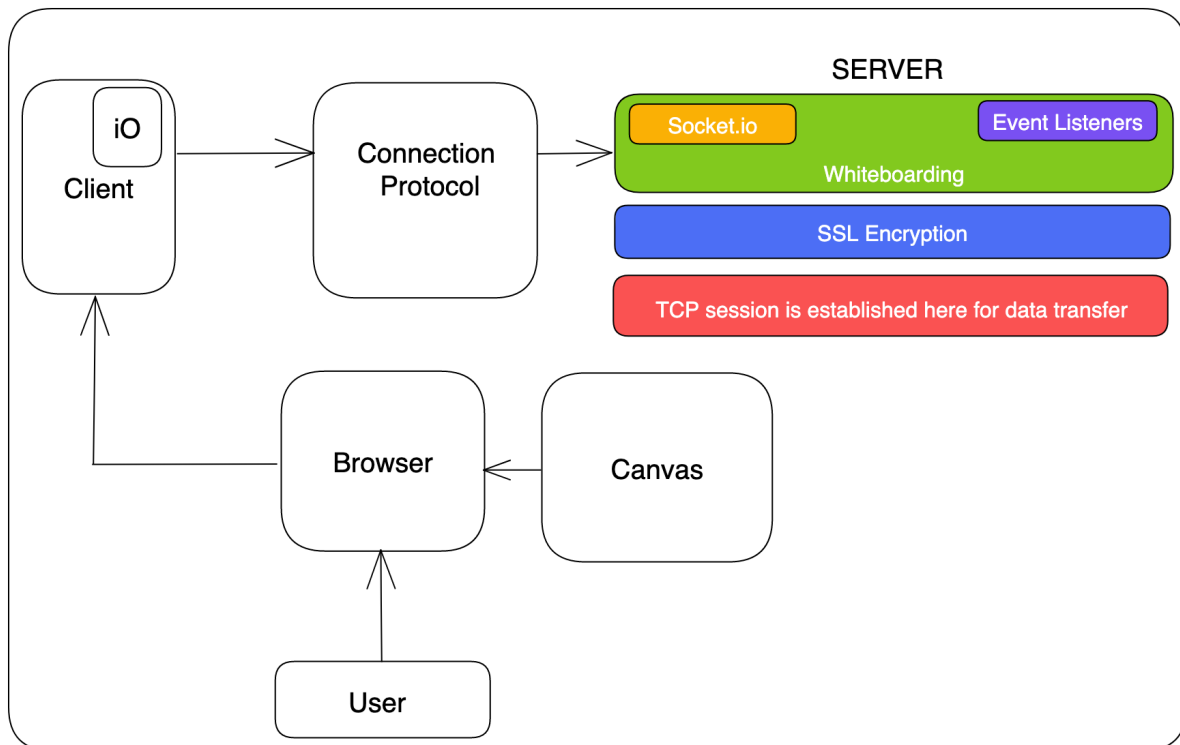 SERVER
iO
Client
Connection
Protocol
Socket.io
Event Listeners
Whiteboarding
SSL Encryption
TCP session is established here for data transfer
Browser
Canvas
User